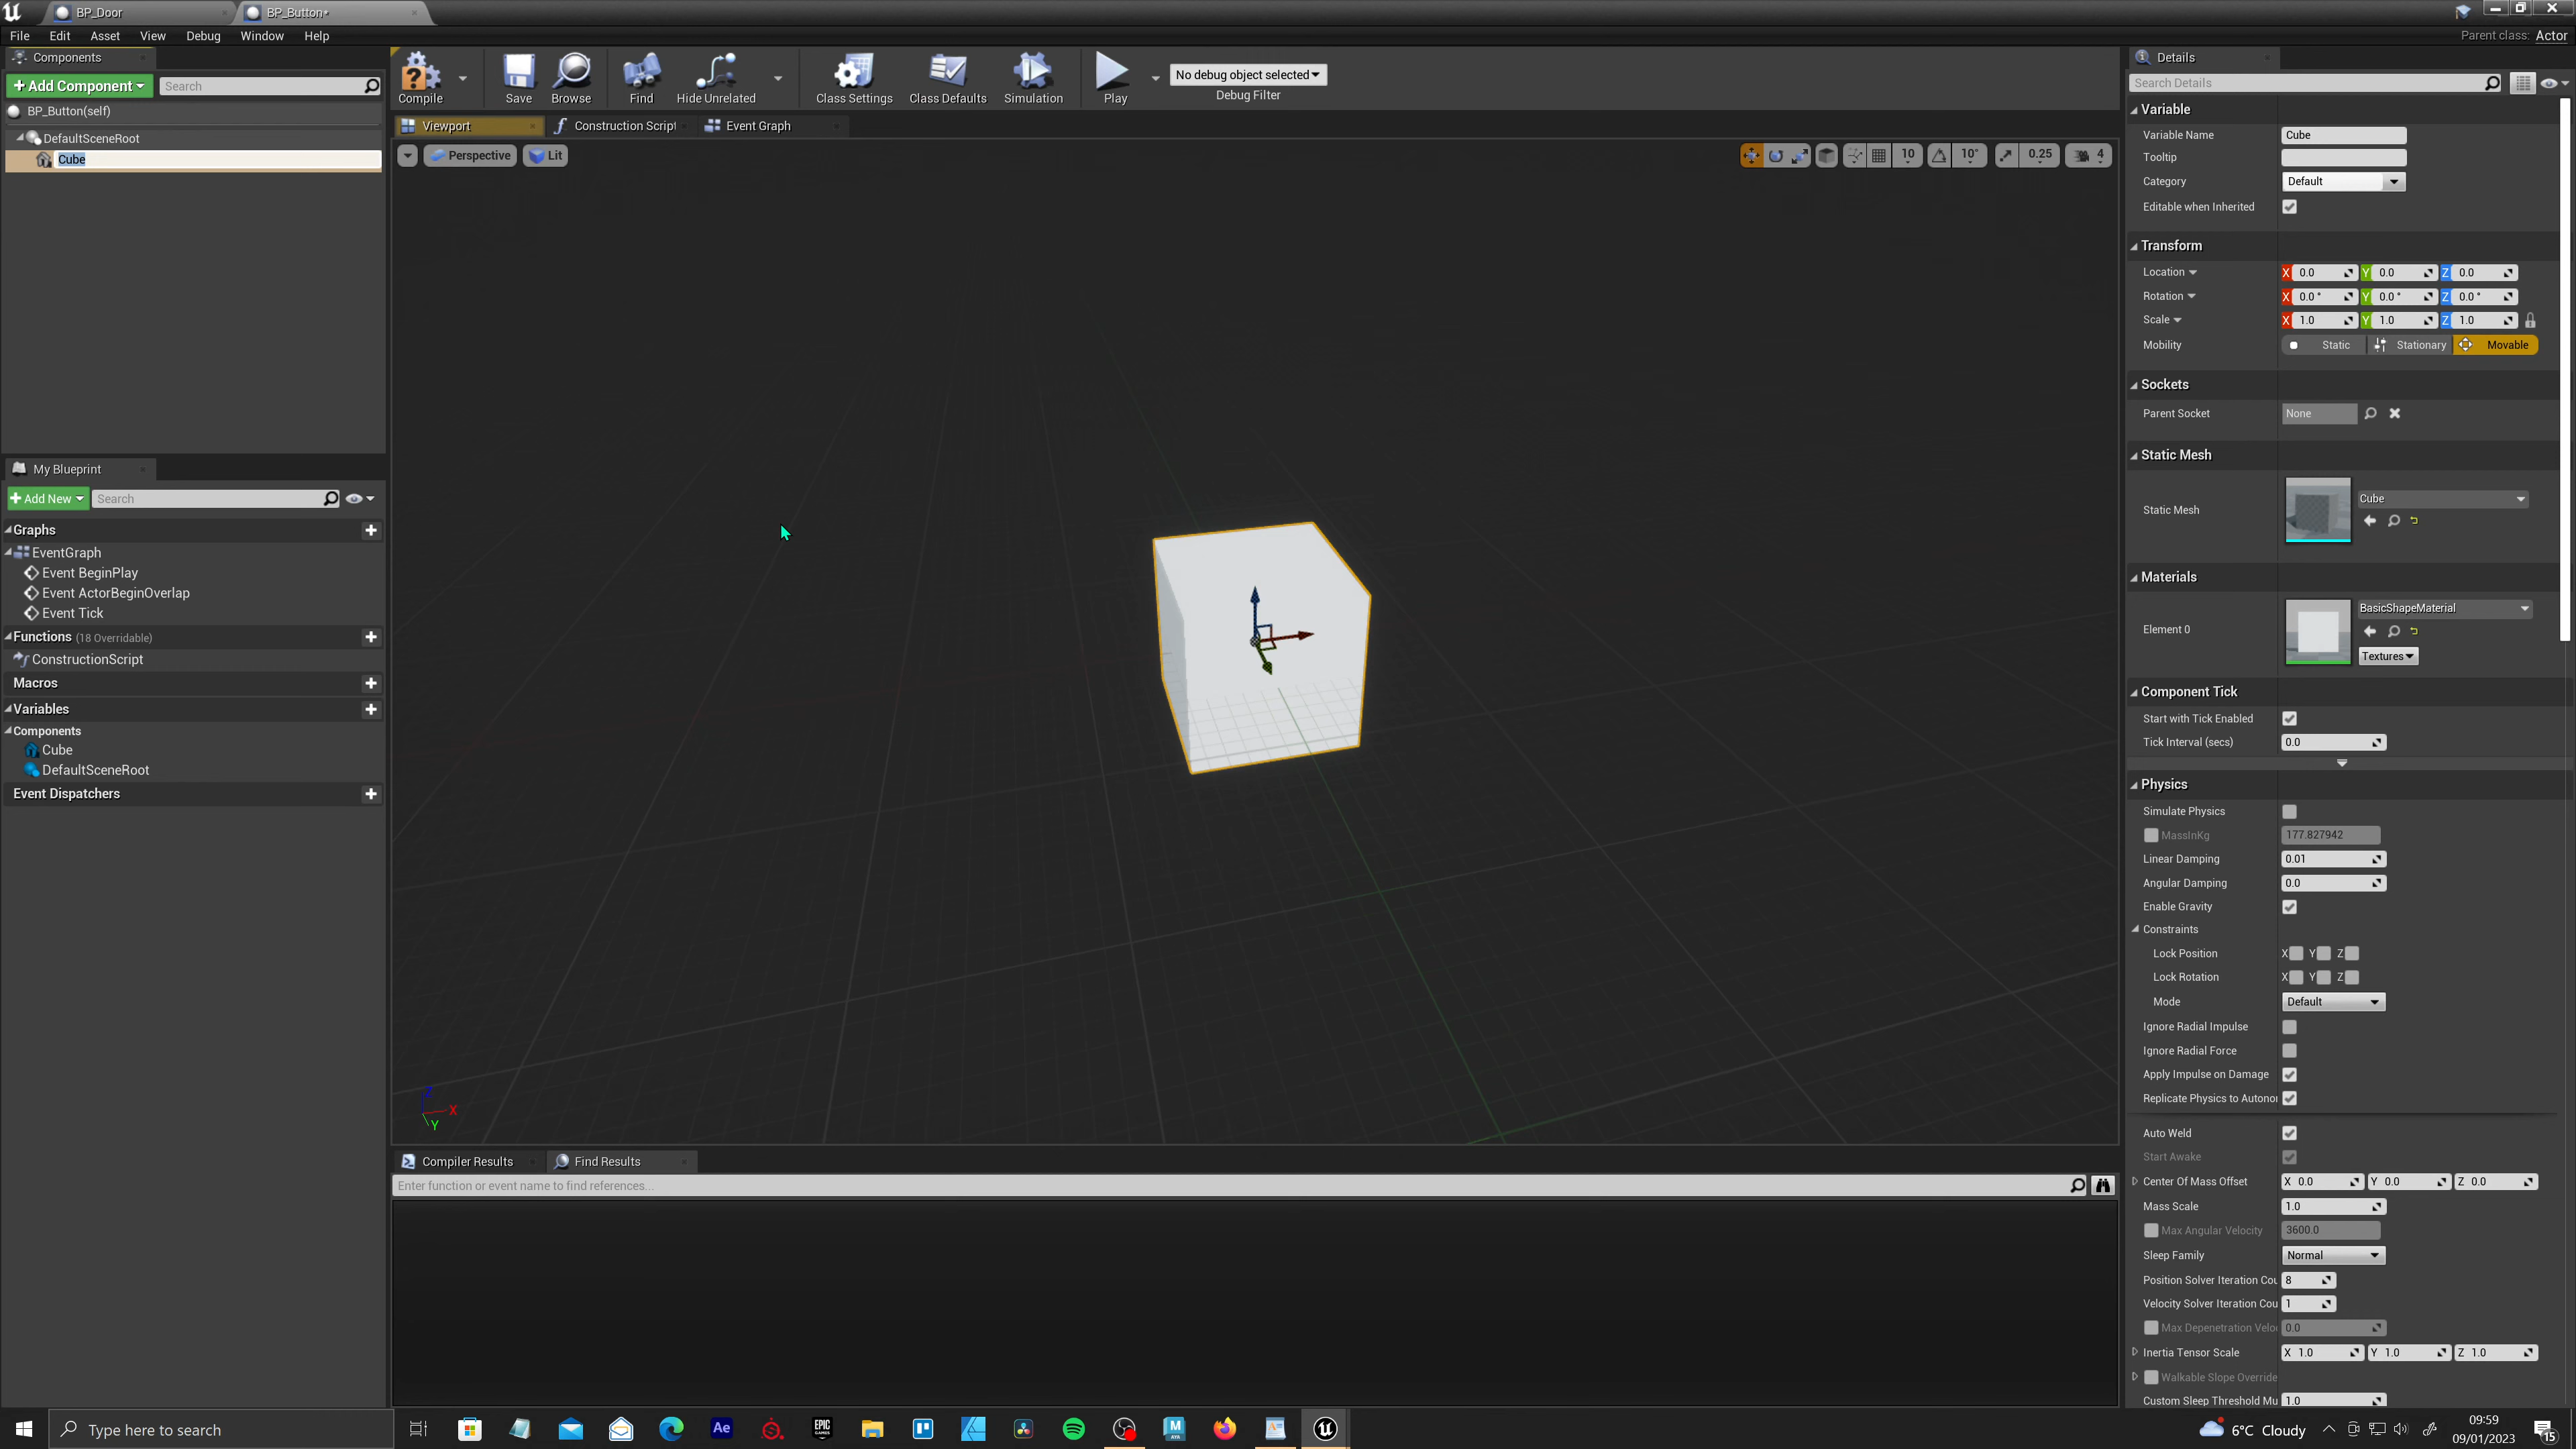 BP_Door
BP_Button*
File Edit Asset View Debug Window Help
Parent class: Actor
Components
Add Component
Search
BP_Button(self)
DefaultSceneRoot
Cube
My Blueprint
Add New
Search
Graphs
EventGraph
Event BeginPlay
Event ActorBeginOverlap
Event Tick
Functions (18 Overridable)
ConstructionScript
Macros
Variables
Components
Cube
DefaultSceneRoot
Event Dispatchers
Compile
Save
Browse
Find
Hide Unrelated
Class Settings
Class Defaults
Simulation
Play
No debug object selected
Debug Filter
Viewport
Construction Script
Event Graph
Perspective
Lit
10
10°
0.25
4
Z
X
Y
Compiler Results
Find Results
Enter function or event name to find references...
Details
Search Details
Variable
Variable Name Cube
Tooltip
Category Default
Editable when Inherited
Transform
Location X 0.0 Y 0.0 Z 0.0
Rotation X 0.0 ° Y 0.0 ° Z 0.0 °
Scale X 1.0 Y 1.0 Z 1.0
Mobility Static Stationary Movable
Sockets
Parent Socket None
Static Mesh
Static Mesh Cube
Materials
Element 0 BasicShapeMaterial
Textures
Component Tick
Start with Tick Enabled
Tick Interval (secs) 0.0
Physics
Simulate Physics
MassInKg 177.827942
Linear Damping 0.01
Angular Damping 0.0
Enable Gravity
Constraints
Lock Position X Y Z
Lock Rotation X Y Z
Mode Default
Ignore Radial Impulse
Ignore Radial Force
Apply Impulse on Damage
Replicate Physics to Autonor
Auto Weld
Start Awake
Center Of Mass Offset X 0.0 Y 0.0 Z 0.0
Mass Scale 1.0
Max Angular Velocity 3600.0
Sleep Family Normal
Position Solver Iteration Cou 8
Velocity Solver Iteration Cou 1
Max Depenetration Velo 0.0
Inertia Tensor Scale X 1.0 Y 1.0 Z 1.0
Walkable Slope Override
Custom Sleep Threshold Mu 1.0
Type here to search
Ae
EPIC GAMES
M
6°C Cloudy
09:59
09/01/2023
15